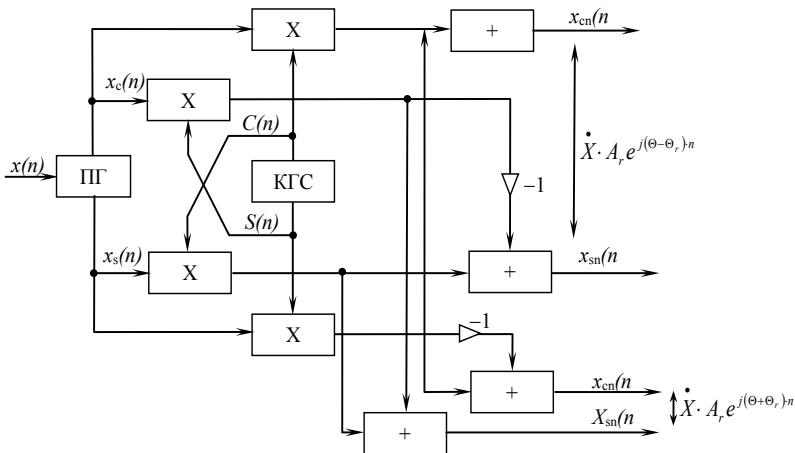 X
+
x_cn(n
x_c(n)
X
C(n)
x(n)
ПГ
КГС
−1
Ẋ · A_r e^{j(Θ−Θ_r)·n}
S(n)
x_s(n)
X
+
x_sn(n
X
−1
+
x_cn(n
Ẋ · A_r e^{j(Θ+Θ_r)·n}
+
X_sn(n